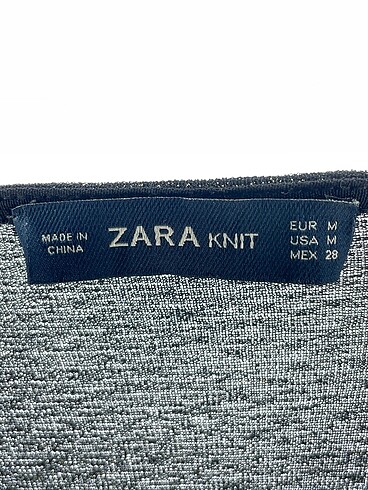 MADE IN
CHINA
ZARA KNIT
EUR M
USA M
MEX 28